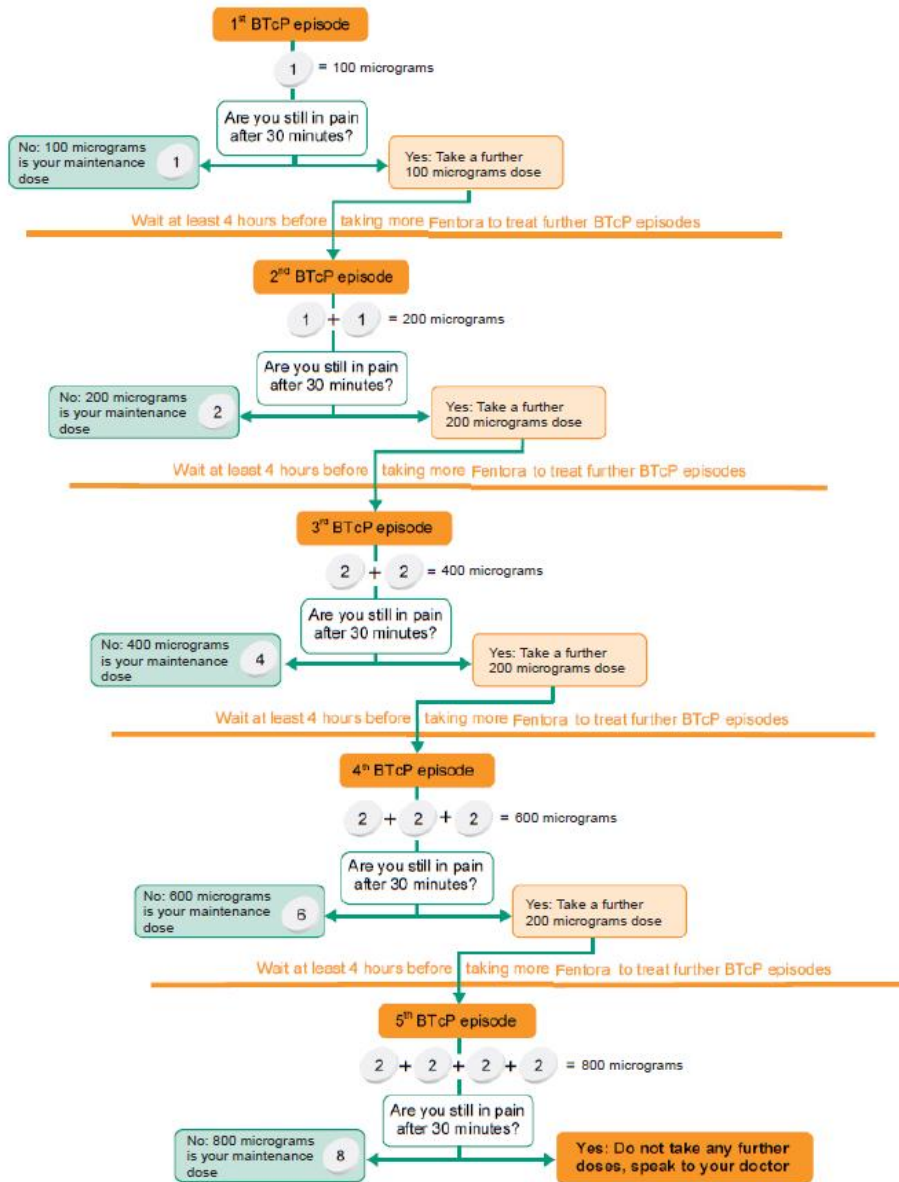 1st BTcP episode
1 = 100 micrograms
Are you still in pain
after 30 minutes?
No: 100 micrograms
is your maintenance
dose
1
Yes: Take a further
100 micrograms dose
Wait at least 4 hours before taking more Fentora to treat further BTcP episodes
2nd BTcP episode
1 + 1 = 200 micrograms
Are you still in pain
after 30 minutes?
No: 200 micrograms
is your maintenance
dose
2
Yes: Take a further
200 micrograms dose
Wait at least 4 hours before taking more Fentora to treat further BTcP episodes
3rd BTcP episode
2 + 2 = 400 micrograms
Are you still in pain
after 30 minutes?
No: 400 micrograms
is your maintenance
dose
4
Yes: Take a further
200 micrograms dose
Wait at least 4 hours before taking more Fentora to treat further BTcP episodes
4th BTcP episode
2 + 2 + 2 = 600 micrograms
Are you still in pain
after 30 minutes?
No: 600 micrograms
is your maintenance
dose
6
Yes: Take a further
200 micrograms dose
Wait at least 4 hours before taking more Fentora to treat further BTcP episodes
5th BTcP episode
2 + 2 + 2 + 2 = 800 micrograms
Are you still in pain
after 30 minutes?
No: 800 micrograms
is your maintenance
dose
8
Yes: Do not take any further
doses, speak to your doctor